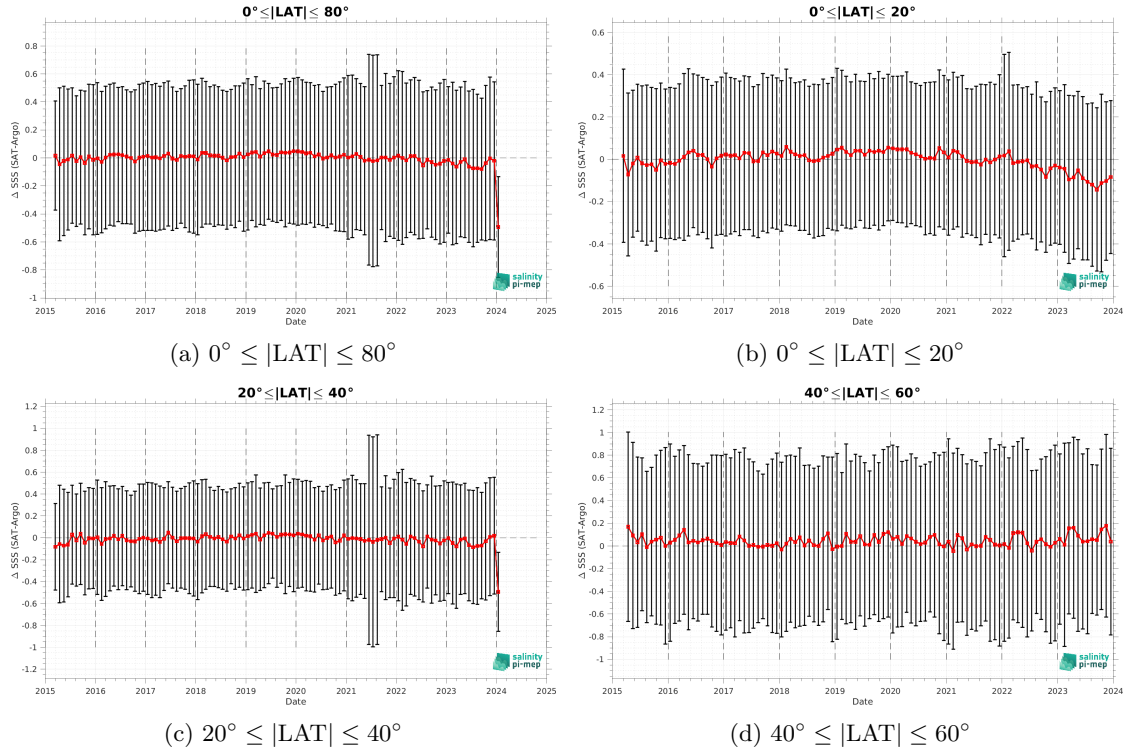 0°≤|LAT|≤ 80°
0.8
0.6
0.4
0.2
0
-0.2
-0.4
-0.6
-0.8
-1
Δ SSS (SAT-Argo)
2015 2016 2017 2018 2019 2020 2021 2022 2023 2024 2025
Date
salinity
pi-mep
(a) 0° ≤ |LAT| ≤ 80°
0°≤|LAT|≤ 20°
0.6
0.4
0.2
0
-0.2
-0.4
-0.6
Δ SSS (SAT-Argo)
2015 2016 2017 2018 2019 2020 2021 2022 2023 2024
Date
salinity
pi-mep
(b) 0° ≤ |LAT| ≤ 20°
20°≤|LAT|≤ 40°
1.2
1
0.8
0.6
0.4
0.2
0
-0.2
-0.4
-0.6
-0.8
-1
-1.2
Δ SSS (SAT-Argo)
2015 2016 2017 2018 2019 2020 2021 2022 2023 2024 2025
Date
salinity
pi-mep
(c) 20° ≤ |LAT| ≤ 40°
40°≤|LAT|≤ 60°
1.2
1
0.8
0.6
0.4
0.2
0
-0.2
-0.4
-0.6
-0.8
-1
Δ SSS (SAT-Argo)
2015 2016 2017 2018 2019 2020 2021 2022 2023 2024
Date
salinity
pi-mep
(d) 40° ≤ |LAT| ≤ 60°